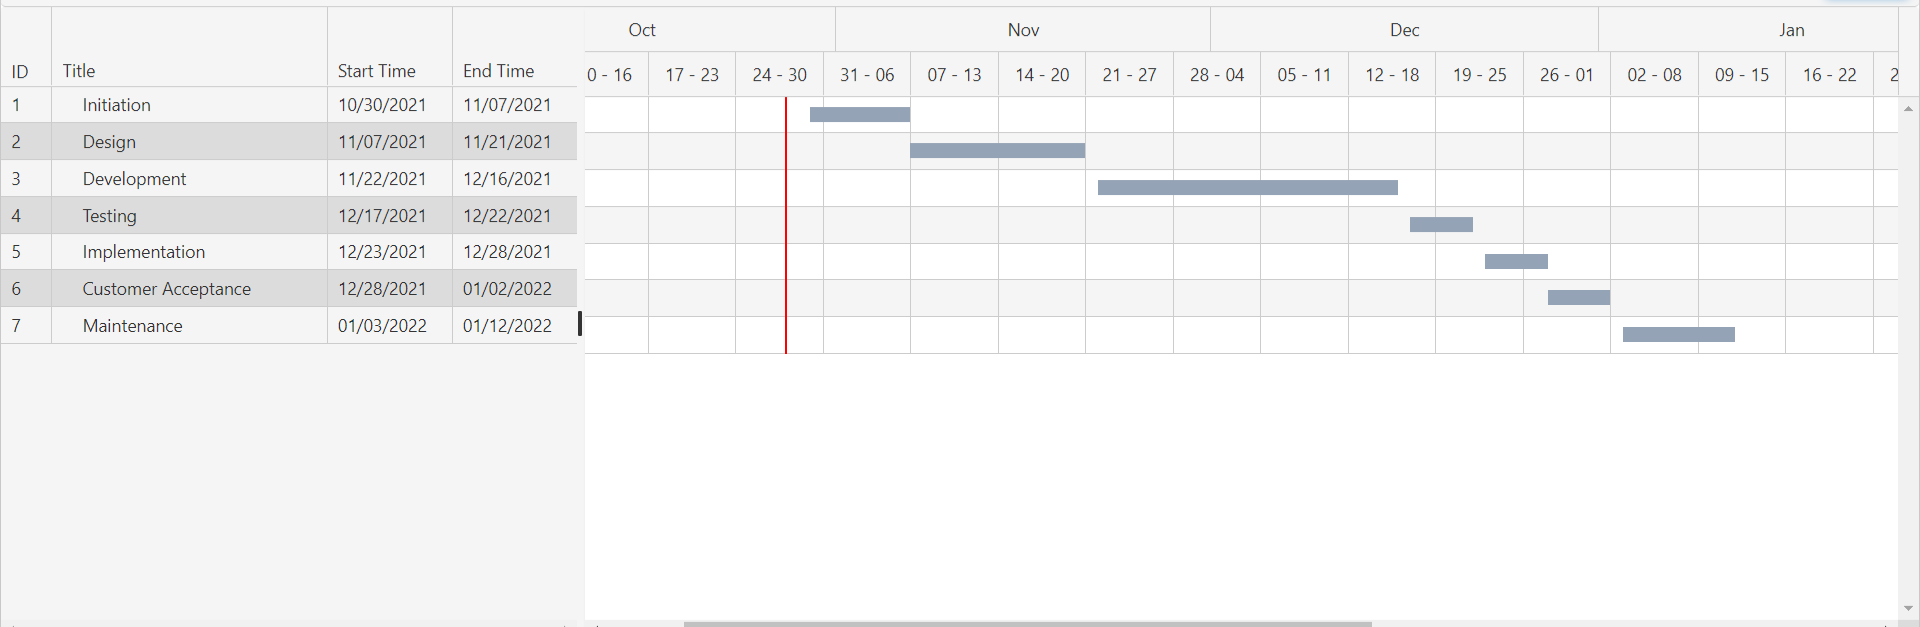 Oct Nov Dec Jan
ID Title Start Time End Time 0 - 16 17 - 23 24 - 30 31 - 06 07 - 13 14 - 20 21 - 27 28 - 04 05 - 11 12 - 18 19 - 25 26 - 01 02 - 08 09 - 15 16 - 22 2
1 Initiation 10/30/2021 11/07/2021
2 Design 11/07/2021 11/21/2021
3 Development 11/22/2021 12/16/2021
4 Testing 12/17/2021 12/22/2021
5 Implementation 12/23/2021 12/28/2021
6 Customer Acceptance 12/28/2021 01/02/2022
7 Maintenance 01/03/2022 01/12/2022